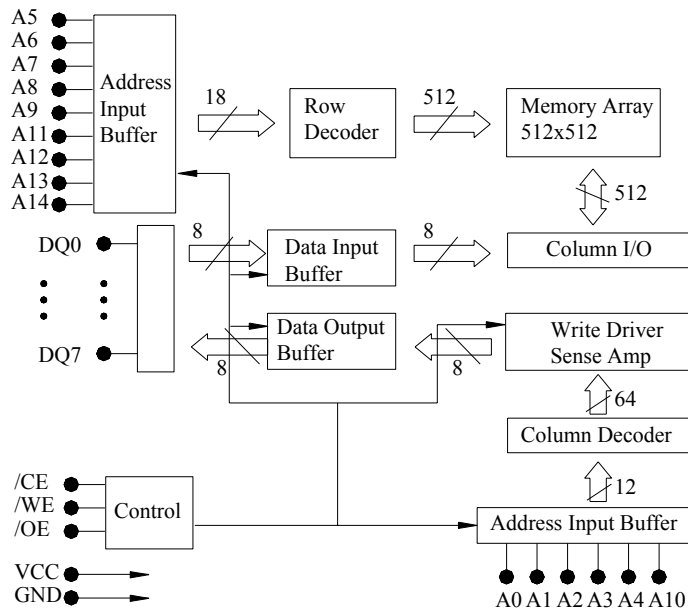 A5
A6
A7
A8
A9
A11
A12
A13
A14
Address
Input
Buffer
18
Row
Decoder
512
Memory Array
512x512
512
DQ0
DQ7
8
Data Input
Buffer
8
Column I/O
8
Data Output
Buffer
8
Write Driver
Sense Amp
64
Column Decoder
12
/CE
/WE
/OE
Control
Address Input Buffer
VCC
GND
A0 A1 A2 A3 A4 A10